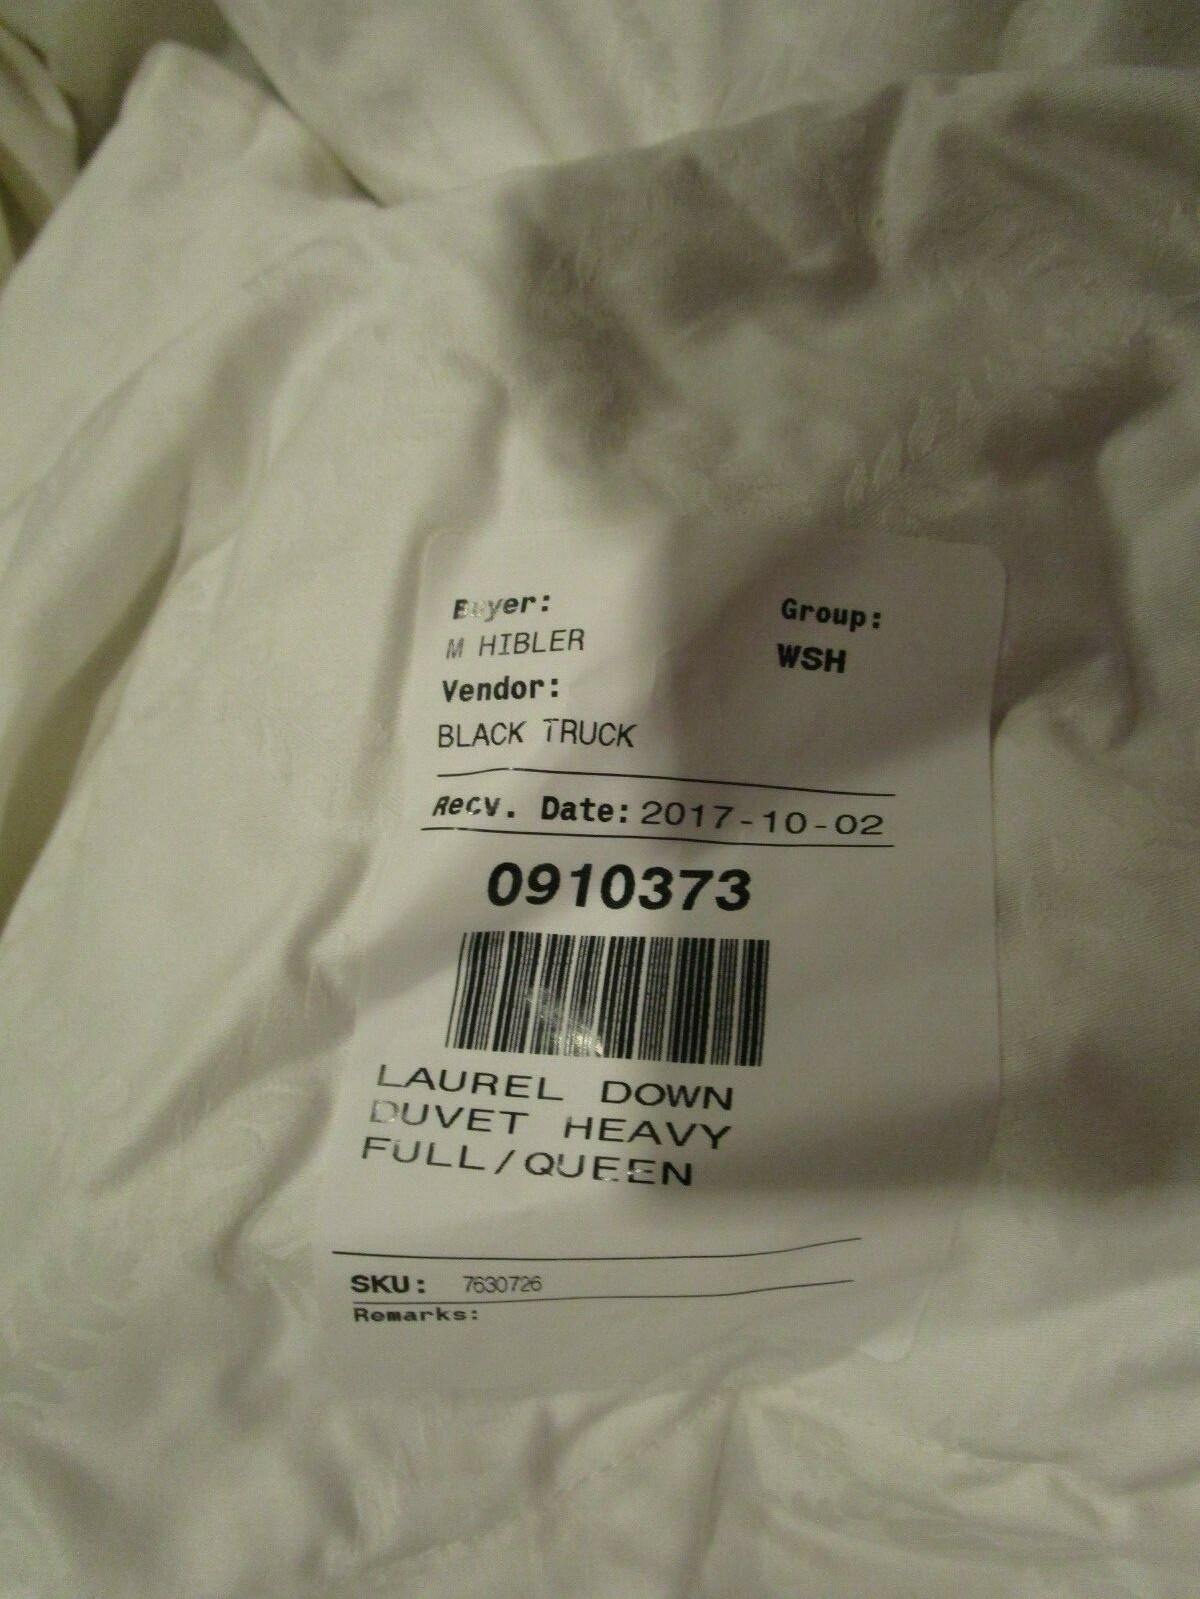 Buyer:
Group:
M HIBLER
WSH
Vendor:
BLACK TRUCK
Recv. Date: 2017-10-02
0910373
LAUREL DOWN
DUVET HEAVY
FULL/QUEEN
SKU: 7630726
Remarks: